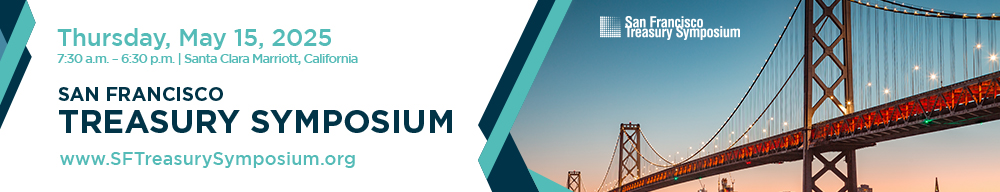 Thursday, May 15, 2025
7:30 a.m. – 6:30 p.m. | Santa Clara Marriott, California
SAN FRANCISCO
TREASURY SYMPOSIUM
www.SFTreasurySymposium.org
San Francisco
Treasury Symposium